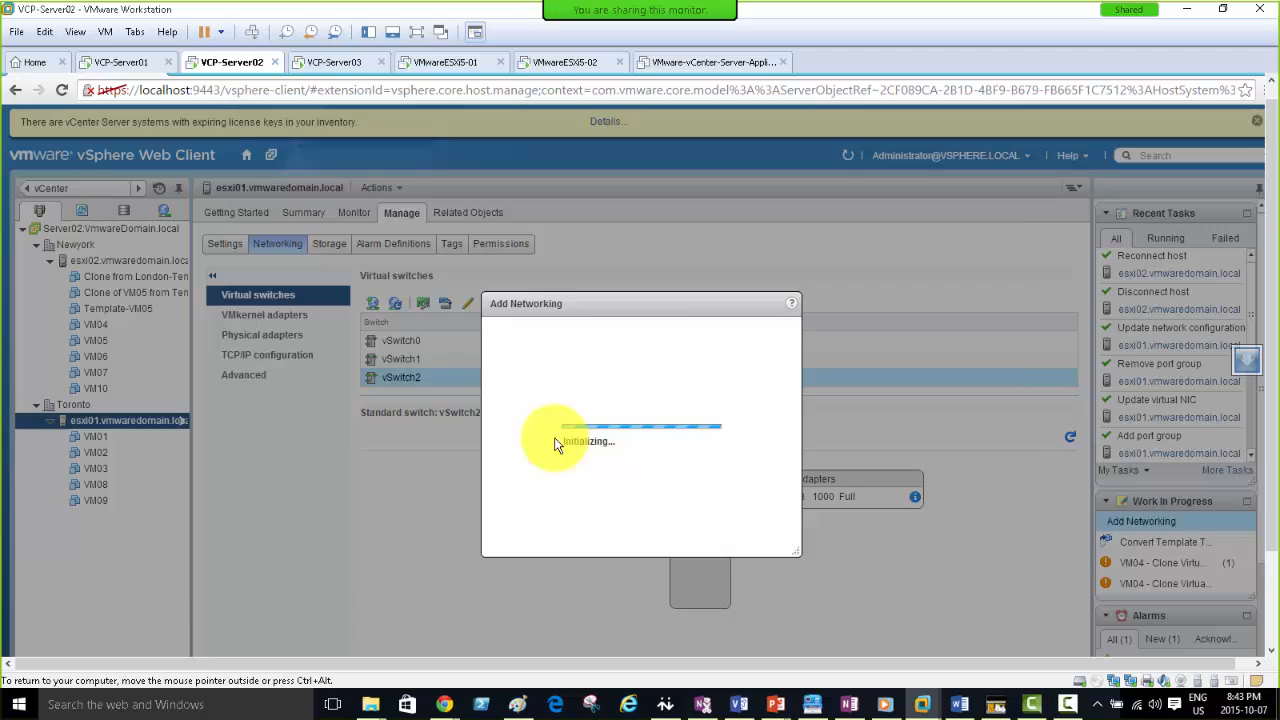 VCP-Server02 - VMware Workstation
You are sharing this monitor.
Shared
File Edit View VM Tabs Help
Home VCP-Server01 VCP-Server02 VCP-Server03 VMwareESXi5-01 VMwareESXi5-02 VMware-vCenter-Server-Appli...
https://localhost:9443/vsphere-client/#extensionId=vsphere.core.host.manage;context=com.vmware.core.model%3A%3AServerObjectRef~2CF089CA-2B1D-4BF9-B679-FB665F1C7512%3AHostSystem%3
There are vCenter Server systems with expiring license keys in your inventory. Details...
vmware vSphere Web Client Administrator@VSPHERE.LOCAL Help Search
vCenter
esxi01.vmwaredomain.local Actions
Getting Started Summary Monitor Manage Related Objects
Settings Networking Storage Alarm Definitions Tags Permissions
Server02.VmwareDomain.local
Newyork
esxi02.vmwaredomain.loc
Clone from London-Tem
Clone of VM05 from Tem
Template-VM05
VM04
VM05
VM06
VM07
VM10
Toronto
esxi01.vmwaredomain.loc
VM01
VM02
VM03
VM08
VM09
Virtual switches
VMkernel adapters
Physical adapters
TCP/IP configuration
Advanced
Virtual switches
Switch
vSwitch0
vSwitch1
vSwitch2
Standard switch: vSwitch2
Add Networking
Initializing...
dapters
1000 Full
Recent Tasks
All Running Failed
Reconnect host
esxi02.vmwaredomain.local
Disconnect host
esxi02.vmwaredomain.local
Update network configuration
esxi01.vmwaredomain.local
Remove port group
esxi01.vmwaredomain.local
Update virtual NIC
esxi01.vmwaredomain.local
Add port group
esxi01.vmwaredomain.local
My Tasks More Tasks
Work In Progress
Add Networking
Convert Template T...
VM04 - Clone Virtu... (1)
VM04 - Clone Virtua...
Alarms
All (1) New (1) Acknowl...
To return to your computer, move the mouse pointer outside or press Ctrl+Alt.
Search the web and Windows
ENG 8:43 PM
US 2015-10-07